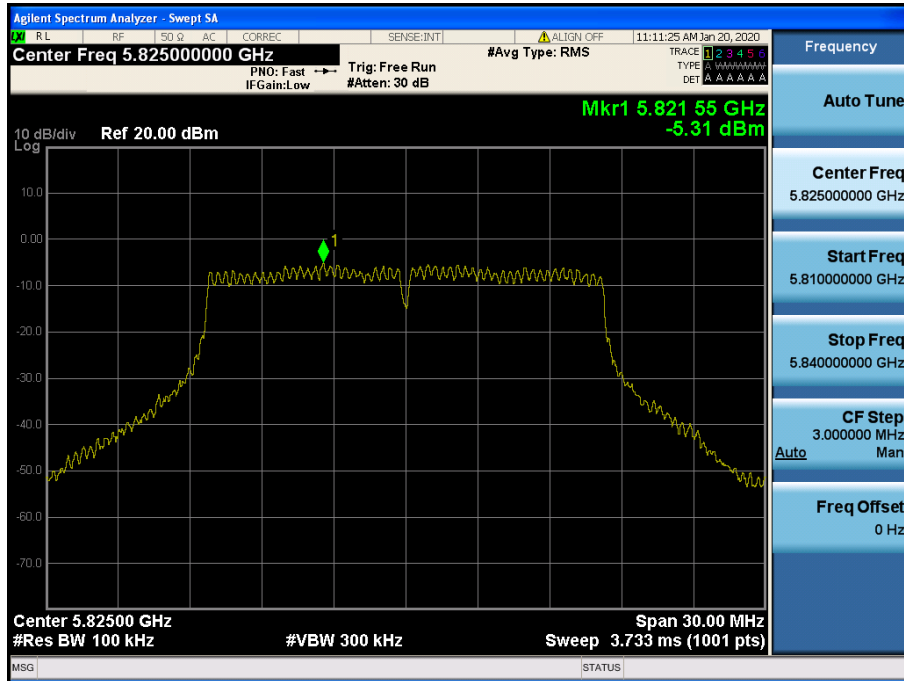 Agilent Spectrum Analyzer - Swept SA
LXI RL RF 50 Ω AC CORREC SENSE:INT ALIGN OFF 11:11:25 AM Jan 20, 2020
Center Freq 5.825000000 GHz
PNO: Fast
IFGain:Low
Trig: Free Run
#Atten: 30 dB
#Avg Type: RMS
TRACE 1 2 3 4 5 6
TYPE A WWWWW
DET A A A A A A
Mkr1 5.821 55 GHz
-5.31 dBm
10 dB/div Ref 20.00 dBm
Log
10.0
0.00
-10.0
-20.0
-30.0
-40.0
-50.0
-60.0
-70.0
1
Center 5.82500 GHz Span 30.00 MHz
#Res BW 100 kHz #VBW 300 kHz Sweep 3.733 ms (1001 pts)
MSG STATUS
Frequency
Auto Tune
Center Freq
5.825000000 GHz
Start Freq
5.810000000 GHz
Stop Freq
5.840000000 GHz
CF Step
3.000000 MHz
Auto Man
Freq Offset
0 Hz